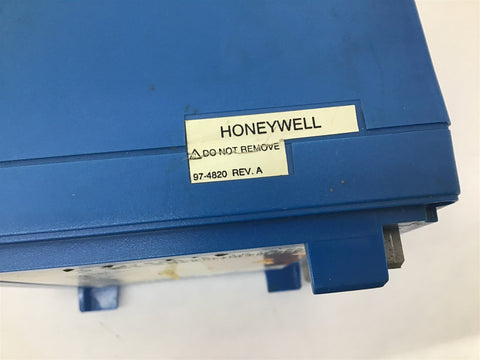 HONEYWELL
⚠ DO NOT REMOVE
97-4820 REV. A